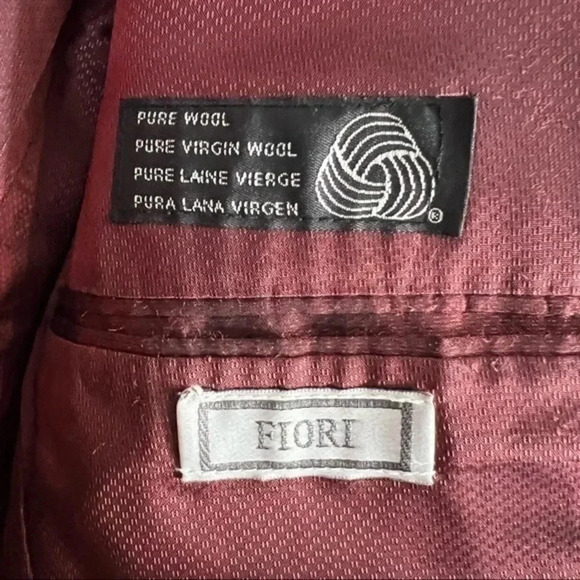 PURE WOOL
PURE VIRGIN WOOL
PURE LAINE VIERGE
PURA LANA VIRGEN
®
FIORI